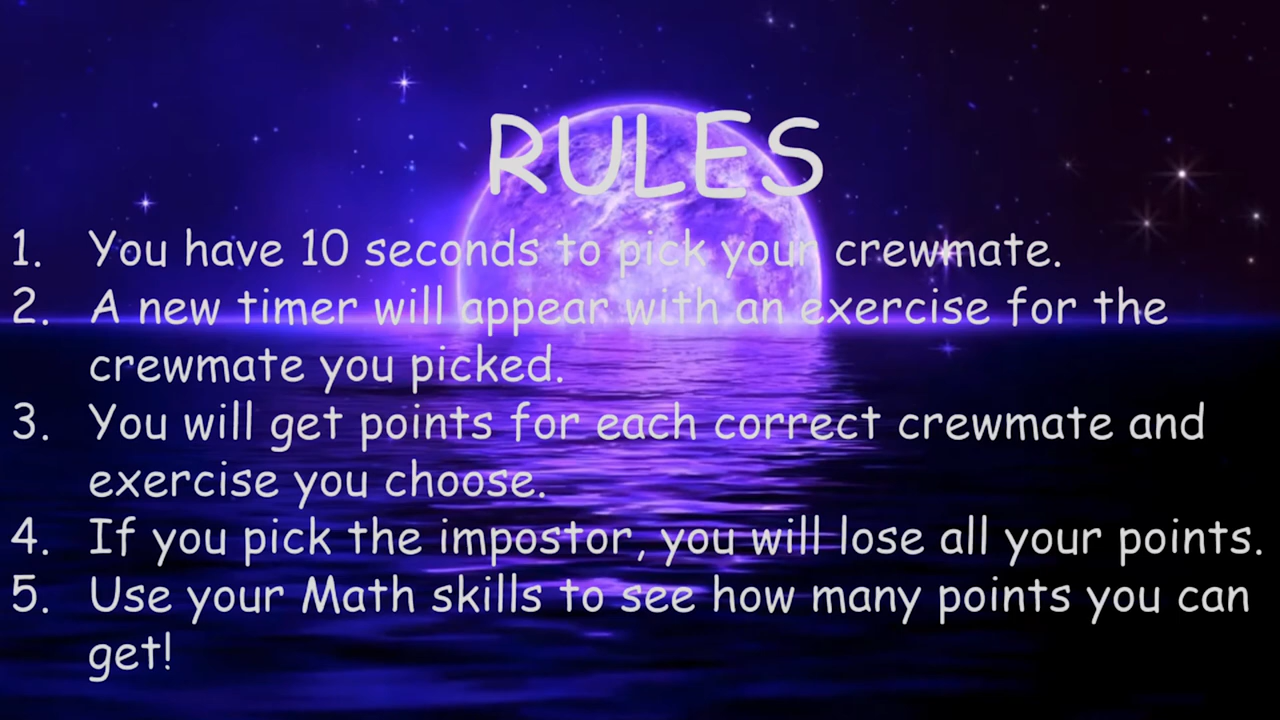 RULES
1. You have 10 seconds to pick your crewmate.
2. A new timer will appear with an exercise for the
crewmate you picked.
3. You will get points for each correct crewmate and
exercise you choose.
4. If you pick the impostor, you will lose all your points.
5. Use your Math skills to see how many points you can
get!